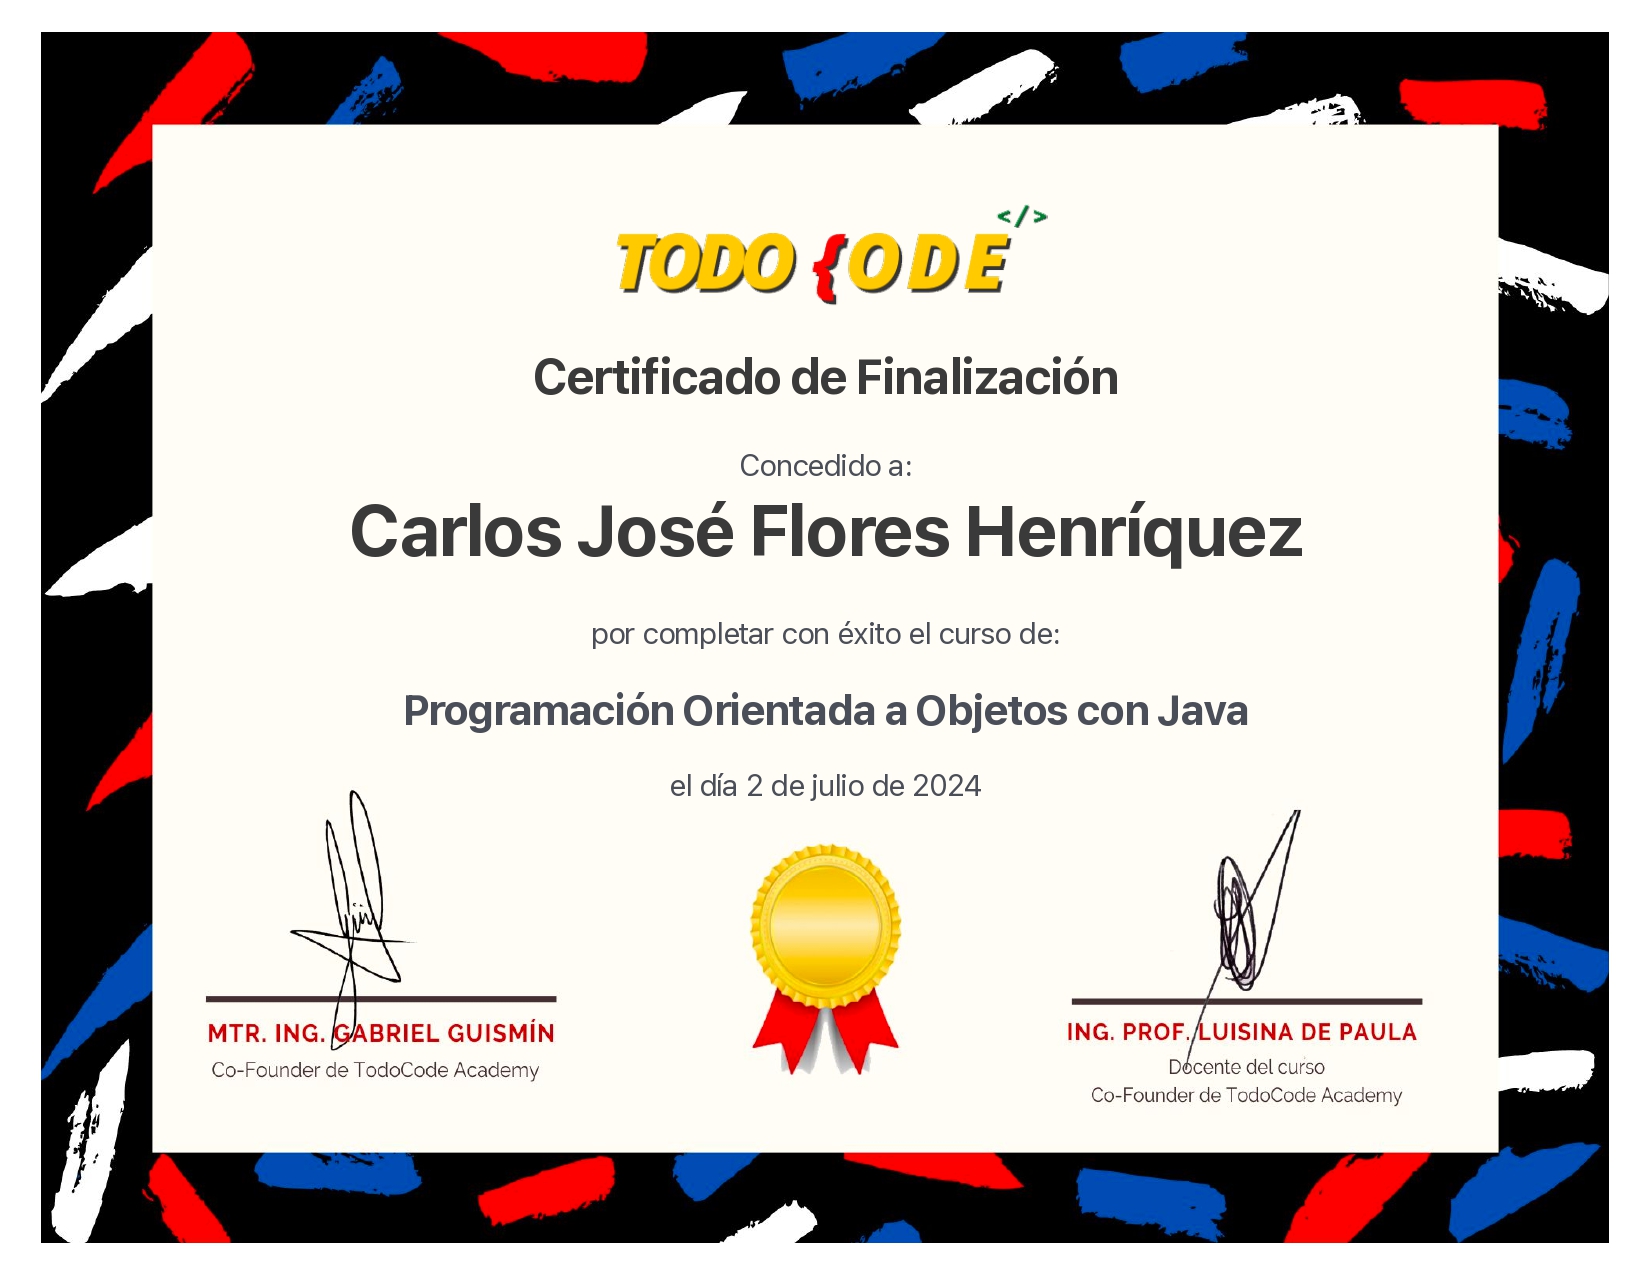 </>
TODO {ODE
Certificado de Finalización
Concedido a:
Carlos José Flores Henríquez
por completar con éxito el curso de:
Programación Orientada a Objetos con Java
el día 2 de julio de 2024
MTR. ING. GABRIEL GUISMÍN
Co-Founder de TodoCode Academy
ING. PROF. LUISINA DE PAULA
Docente del curso
Co-Founder de TodoCode Academy